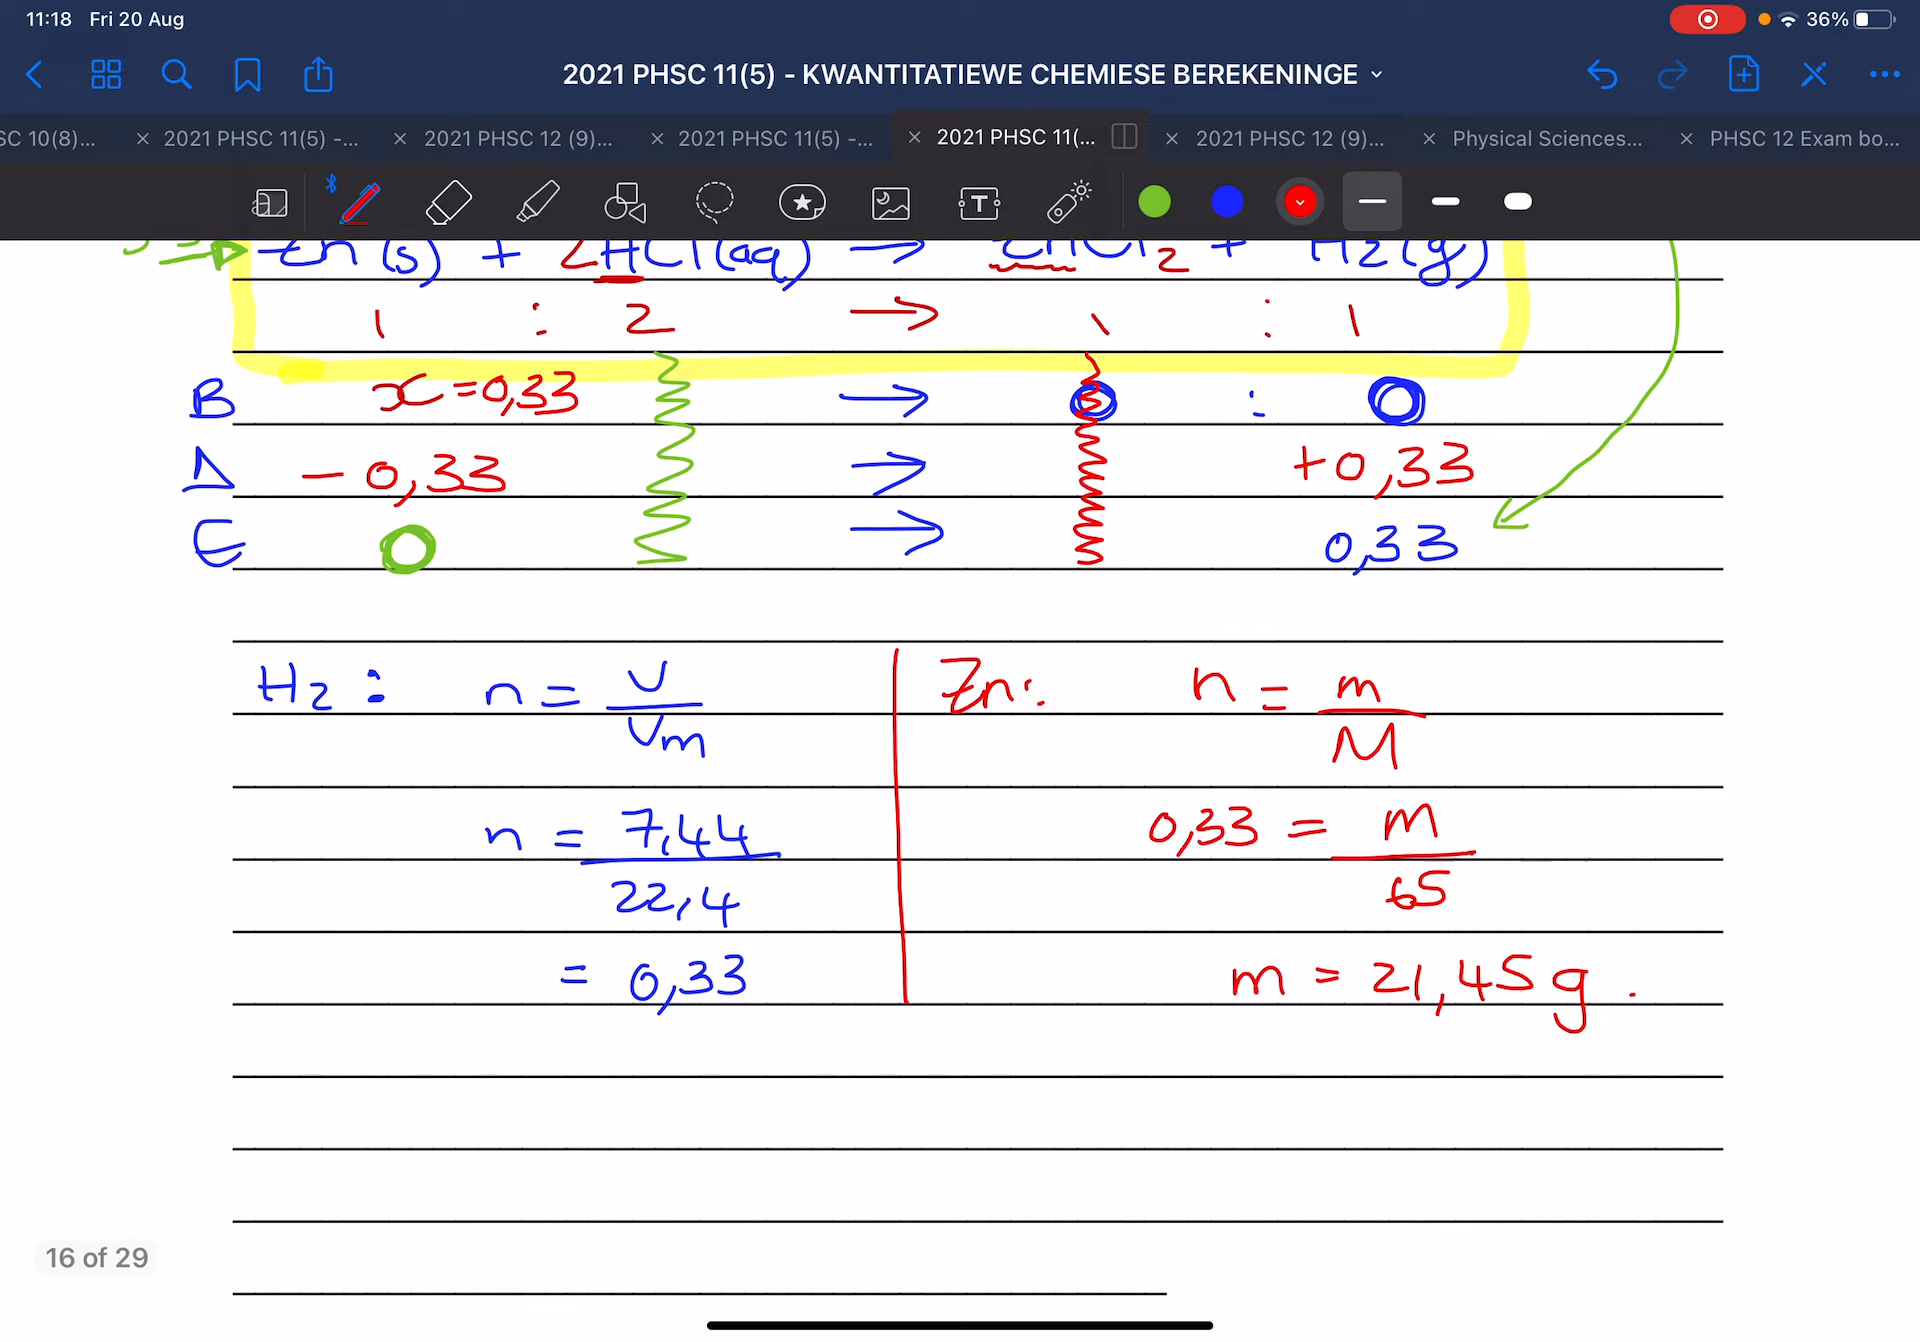 11:18 Fri 20 Aug 36%
2021 PHSC 11(5) - KWANTITATIEWE CHEMIESE BEREKENINGE
SC 10(8)... × 2021 PHSC 11(5) -... × 2021 PHSC 12 (9)... × 2021 PHSC 11(5) -... × 2021 PHSC 11(... × 2021 PHSC 12 (9)... × Physical Sciences... × PHSC 12 Exam bo...
Zn(s) + 2HCl(aq) → ZnCl2 + H2(g)
1 : 2 → 1 : 1
B x = 0,33 → 0 : 0
Δ - 0,33 → +0,33
E 0 → 0,33
H2 : n = V / Vm
n = 7,44 / 22,4
= 0,33
Zn: n = m / M
0,33 = m / 65
m = 21,45 g.
16 of 29